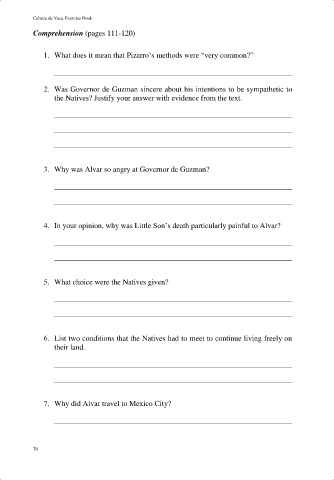 Cabeza de Vaca Exercise Book
Comprehension (pages 111-120)
1. What does it mean that Pizarro's methods were “very common?”
2. Was Governor de Guzman sincere about his intentions to be sympathetic to
the Natives? Justify your answer with evidence from the text.
3. Why was Alvar so angry at Governor de Guzman?
4. In your opinion, why was Little Son's death particularly painful to Alvar?
5. What choice were the Natives given?
6. List two conditions that the Natives had to meet to continue living freely on
their land.
7. Why did Alvar travel to Mexico City?